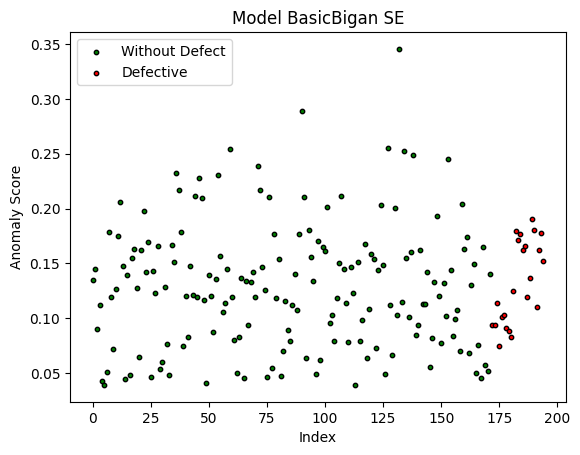 Model BasicBigan SE
Without Defect
Defective
Anomaly Score
0.35
0.30
0.25
0.20
0.15
0.10
0.05
0 25 50 75 100 125 150 175 200
Index